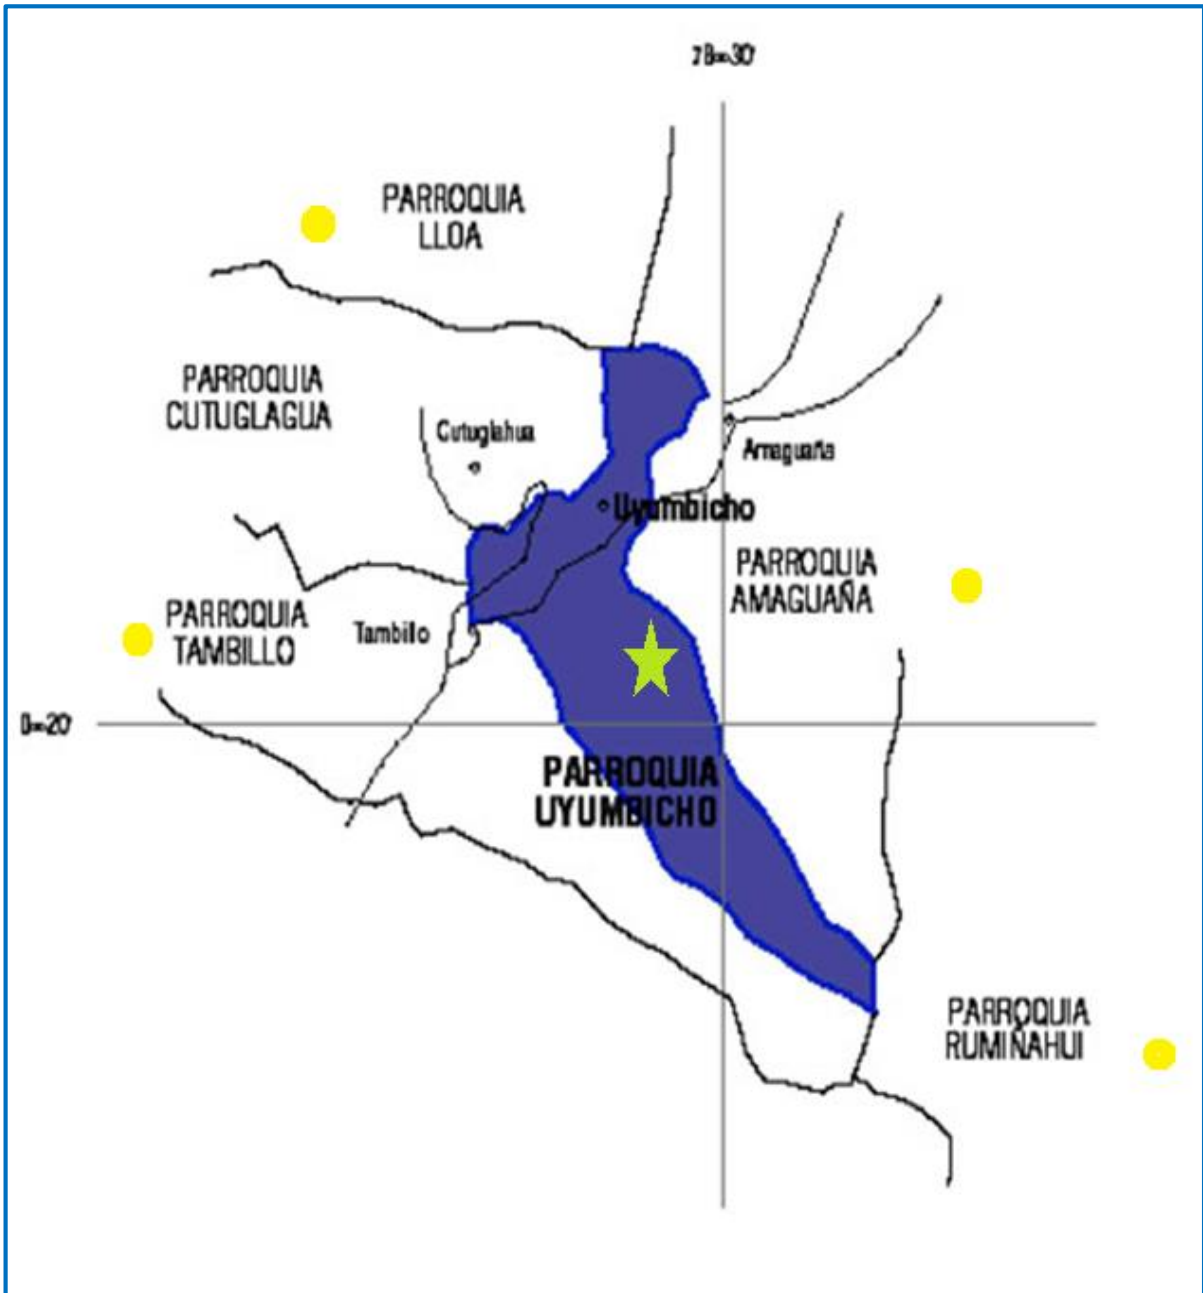 78∞30'
PARROQUIA
LLOA
PARROQUIA
CUTUGLAGUA
Cutuglahua
Amaguaña
Uyumbicho
PARROQUIA
AMAGUAÑA
PARROQUIA
TAMBILLO
Tambillo
0∞20'
PARROQUIA
UYUMBICHO
PARROQUIA
RUMIÑAHUI